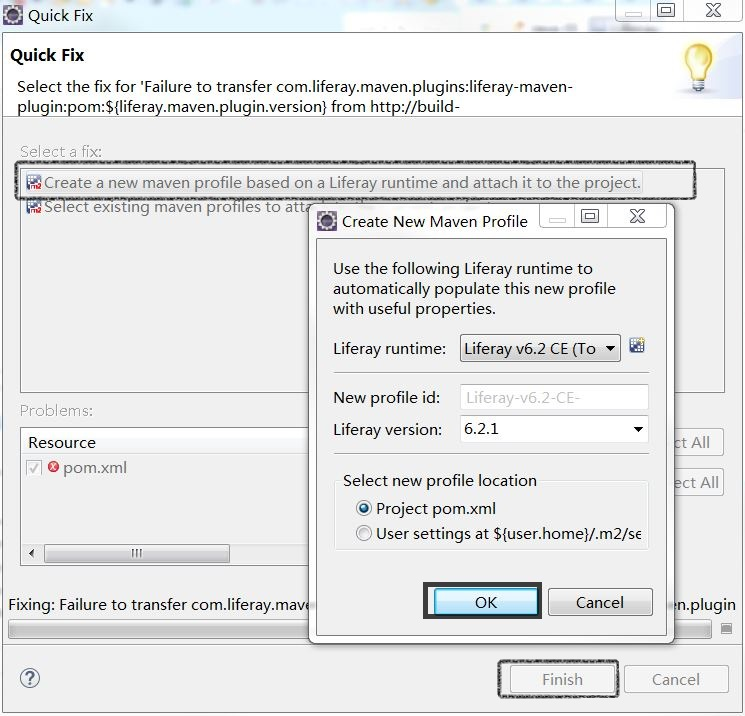 Quick Fix
Quick Fix
Select the fix for 'Failure to transfer com.liferay.maven.plugins:liferay-maven-
plugin:pom:${liferay.maven.plugin.version} from http://build-
Select a fix:
Create a new maven profile based on a Liferay runtime and attach it to the project.
Select existing maven profiles to
Create New Maven Profile
Use the following Liferay runtime to
automatically populate this new profile
with useful properties.
Liferay runtime: Liferay v6.2 CE (To
New profile id: Liferay-v6.2-CE-
Liferay version: 6.2.1
Select new profile location
Project pom.xml
User settings at ${user.home}/.m2/se
OK Cancel
Problems:
Resource
pom.xml
ct All
ect All
Fixing: Failure to transfer com.liferay.mave
en.plugin
Finish Cancel